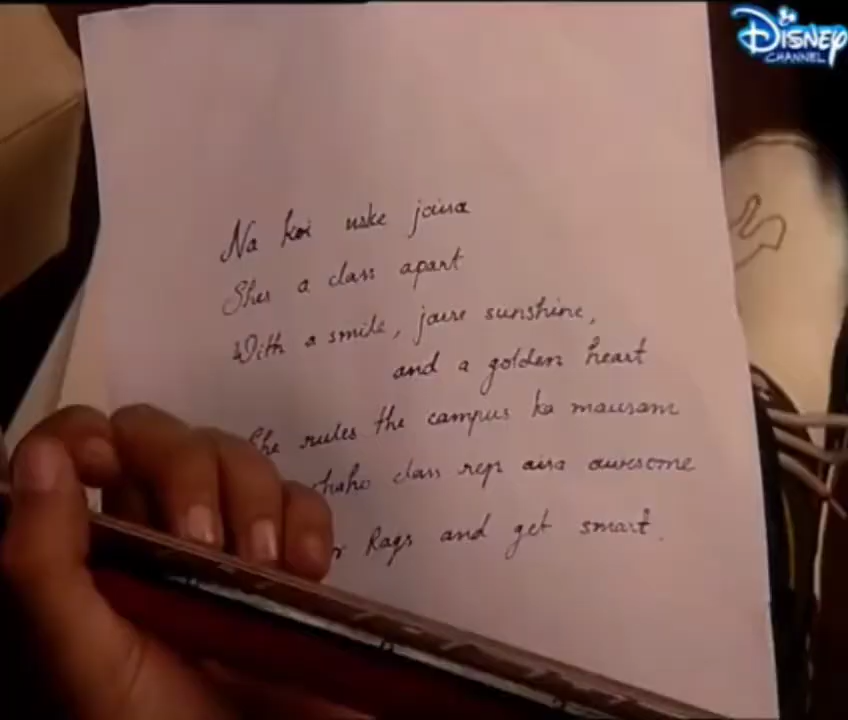 Na koi uske jaisa
Shes a class apart
With a smile, jaise sunshine,
and a golden heart
She rules the campus ka mausam
chaho class rep aisa awesome
Rags and get smart.
DISNEY
CHANNEL